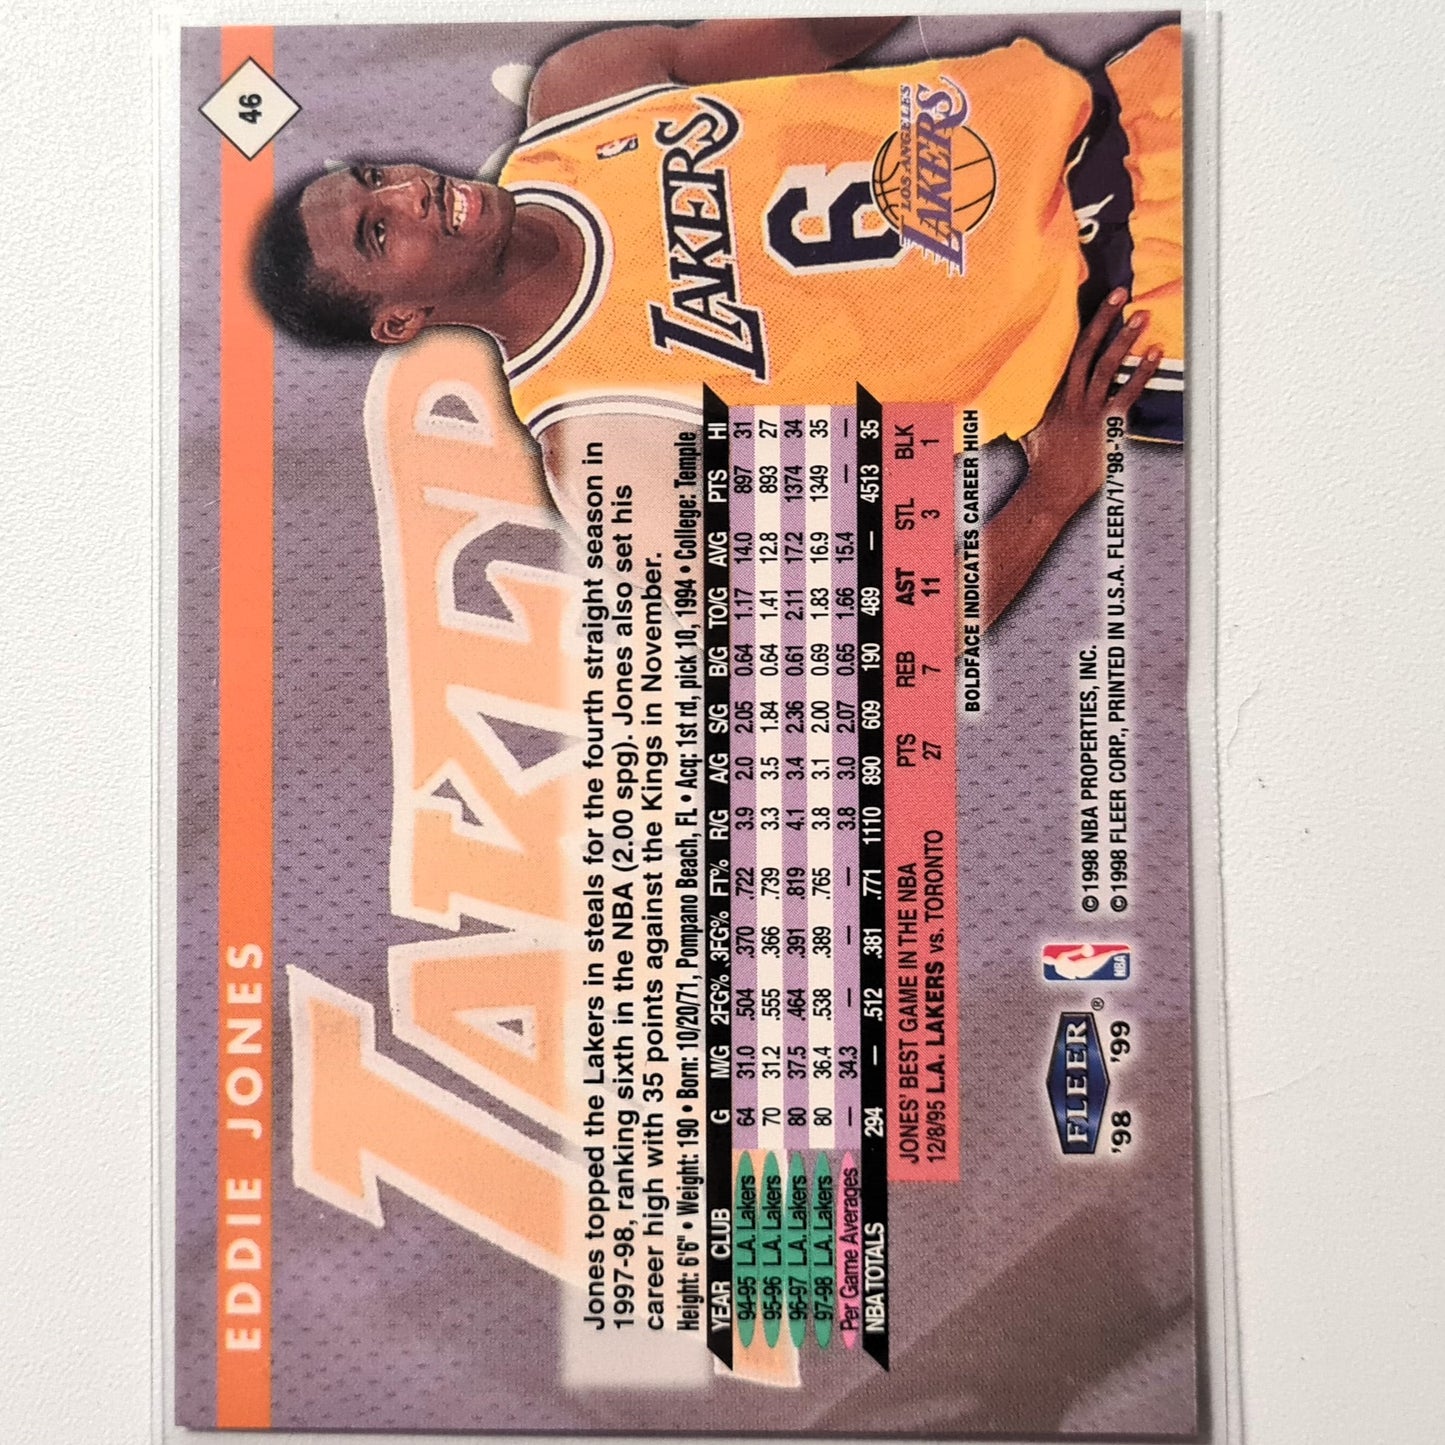 EDDIE JONES
46
LAKERS
Jones topped the Lakers in steals for the fourth straight season in
1997-98, ranking sixth in the NBA (2.00 spg). Jones also set his
career high with 35 points against the Kings in November.
Height: 6'6" • Weight: 190 • Born: 10/20/71, Pompano Beach, FL • Acq: 1st rd, pick 10, 1994 • College: Temple
YEAR CLUB G M/G 2FG% .3FG% FT% R/G A/G S/G B/G TO/G AVG PTS HI
94-95 L.A. Lakers 64 31.0 .504 .370 .722 3.9 2.0 2.05 0.64 1.17 14.0 897 31
95-96 L.A. Lakers 70 31.2 .555 .366 .739 3.3 3.5 1.84 0.64 1.41 12.8 893 27
96-97 L.A. Lakers 80 37.5 .464 .391 .819 4.1 3.4 2.36 0.61 2.11 17.2 1374 34
97-98 L.A. Lakers 80 36.4 .538 .389 .765 3.8 3.1 2.00 0.69 1.83 16.9 1349 35
Per Game Averages — 34.3 — — — 3.8 3.0 2.07 0.65 1.66 15.4 — —
NBA TOTALS 294 — .512 .381 .771 1110 890 609 190 489 — 4513 35
JONES' BEST GAME IN THE NBA PTS REB AST STL BLK
12/8/95 L.A. LAKERS vs. TORONTO 27 7 11 3 1
BOLDFACE INDICATES CAREER HIGH
LAKERS
6
LOS ANGELES
LAKERS
FLEER ®
'98 '99
NBA
© 1998 NBA PROPERTIES, INC.
© 1998 FLEER CORP., PRINTED IN U.S.A. FLEER/1/'98-'99